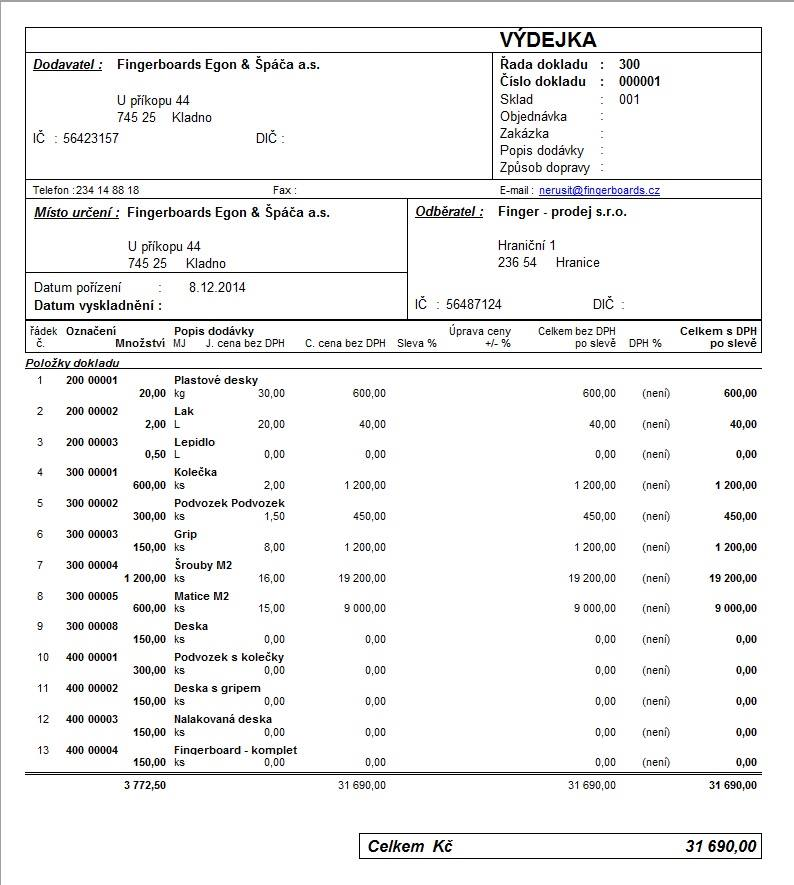 VÝDEJKA
Dodavatel : Fingerboards Egon & Špáča a.s.
Řada dokladu : 300
Číslo dokladu : 000001
U příkopu 44
Sklad : 001
745 25 Kladno
Objednávka :
IČ : 56423157 DIČ :
Zakázka :
Popis dodávky :
Způsob dopravy :
Telefon :234 14 88 18 Fax : E-mail : nerusit@fingerboards.cz
Místo určení : Fingerboards Egon & Špáča a.s.
U příkopu 44
745 25 Kladno
Datum pořízení : 8.12.2014
Datum vyskladnění :
Odběratel : Finger - prodej s.r.o.
Hraniční 1
236 54 Hranice
IČ : 56487124 DIČ :
řádek Označení Popis dodávky Úprava ceny Celkem bez DPH Celkem s DPH
č. Množství MJ J. cena bez DPH C. cena bez DPH Sleva % +/- % po slevě DPH % po slevě
Položky dokladu
1 200 00001 Plastové desky
20,00 kg 30,00 600,00 600,00 (není) 600,00
2 200 00002 Lak
2,00 L 20,00 40,00 40,00 (není) 40,00
3 200 00003 Lepidlo
0,50 L 0,00 0,00 0,00 (není) 0,00
4 300 00001 Kolečka
600,00 ks 2,00 1 200,00 1 200,00 (není) 1 200,00
5 300 00002 Podvozek Podvozek
300,00 ks 1,50 450,00 450,00 (není) 450,00
6 300 00003 Grip
150,00 ks 8,00 1 200,00 1 200,00 (není) 1 200,00
7 300 00004 Šrouby M2
1 200,00 ks 16,00 19 200,00 19 200,00 (není) 19 200,00
8 300 00005 Matice M2
600,00 ks 15,00 9 000,00 9 000,00 (není) 9 000,00
9 300 00008 Deska
150,00 ks 0,00 0,00 0,00 (není) 0,00
10 400 00001 Podvozek s kolečky
300,00 ks 0,00 0,00 0,00 (není) 0,00
11 400 00002 Deska s gripem
150,00 ks 0,00 0,00 0,00 (není) 0,00
12 400 00003 Nalakovaná deska
150,00 ks 0,00 0,00 0,00 (není) 0,00
13 400 00004 Fingerboard - komplet
150,00 ks 0,00 0,00 0,00 (není) 0,00
3 772,50 31 690,00 31 690,00 31 690,00
Celkem Kč 31 690,00